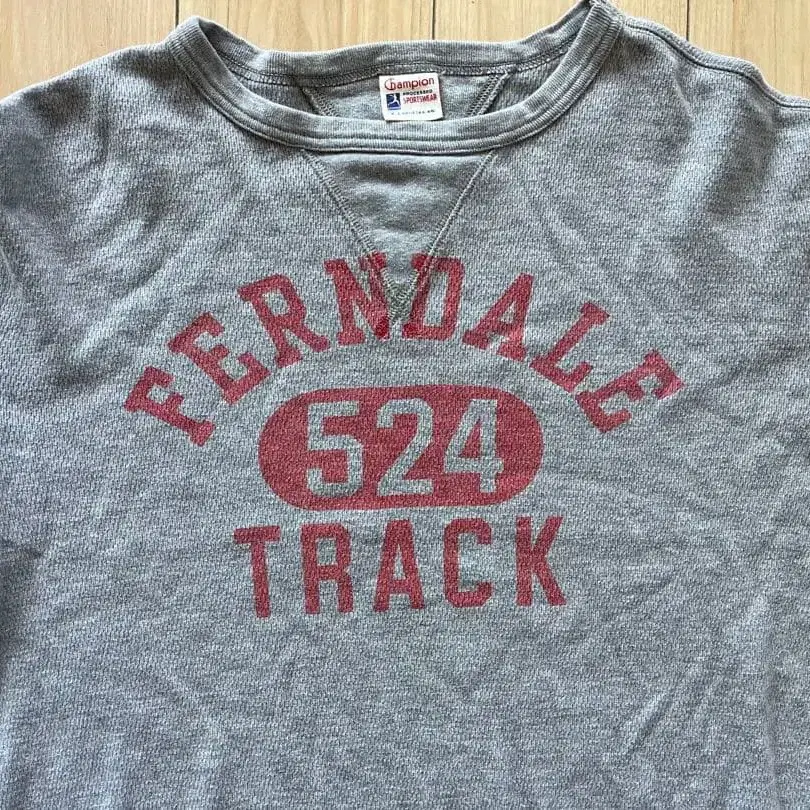 Champion
PROCESSED
SPORTSWEAR
FERNDALE
524
TRACK